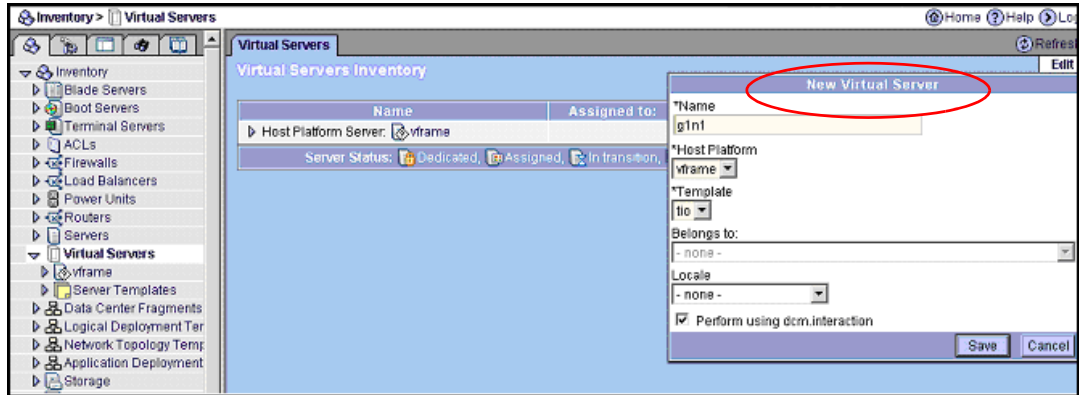 Inventory > Virtual Servers
Home Help Log
Virtual Servers
Refresh
Edit
Inventory
Blade Servers
Boot Servers
Terminal Servers
ACLs
Firewalls
Load Balancers
Power Units
Routers
Servers
Virtual Servers
vframe
Server Templates
Data Center Fragments
Logical Deployment Ter
Network Topology Temp
Application Deployment
Storage
Virtual Servers Inventory
Name Assigned to:
Host Platform Server: vframe
Server Status: Dedicated, Assigned, In transition,
New Virtual Server
*Name
g1n1
*Host Platform
vframe
*Template
tio
Belongs to:
- none -
Locale
- none -
Perform using dcm.interaction
Save Cancel